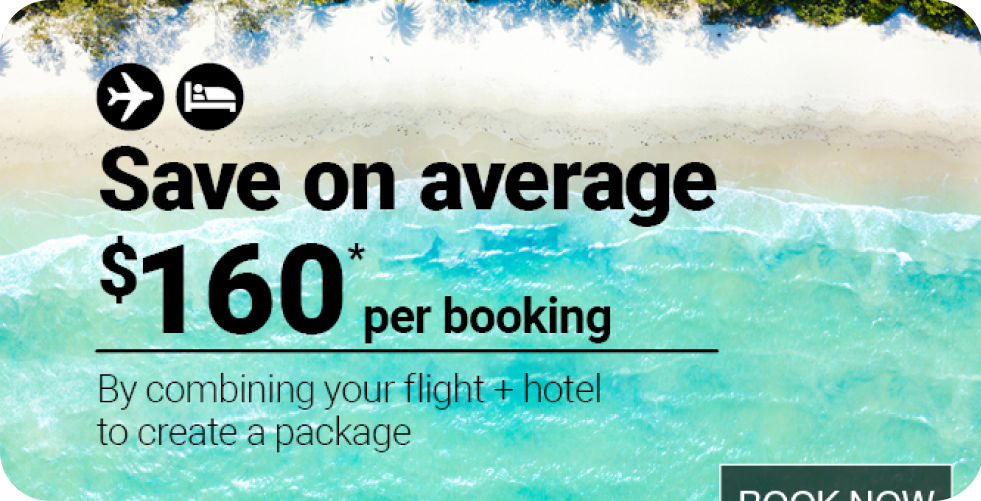 Save on average
$160* per booking
By combining your flight + hotel
to create a package
BOOK NOW